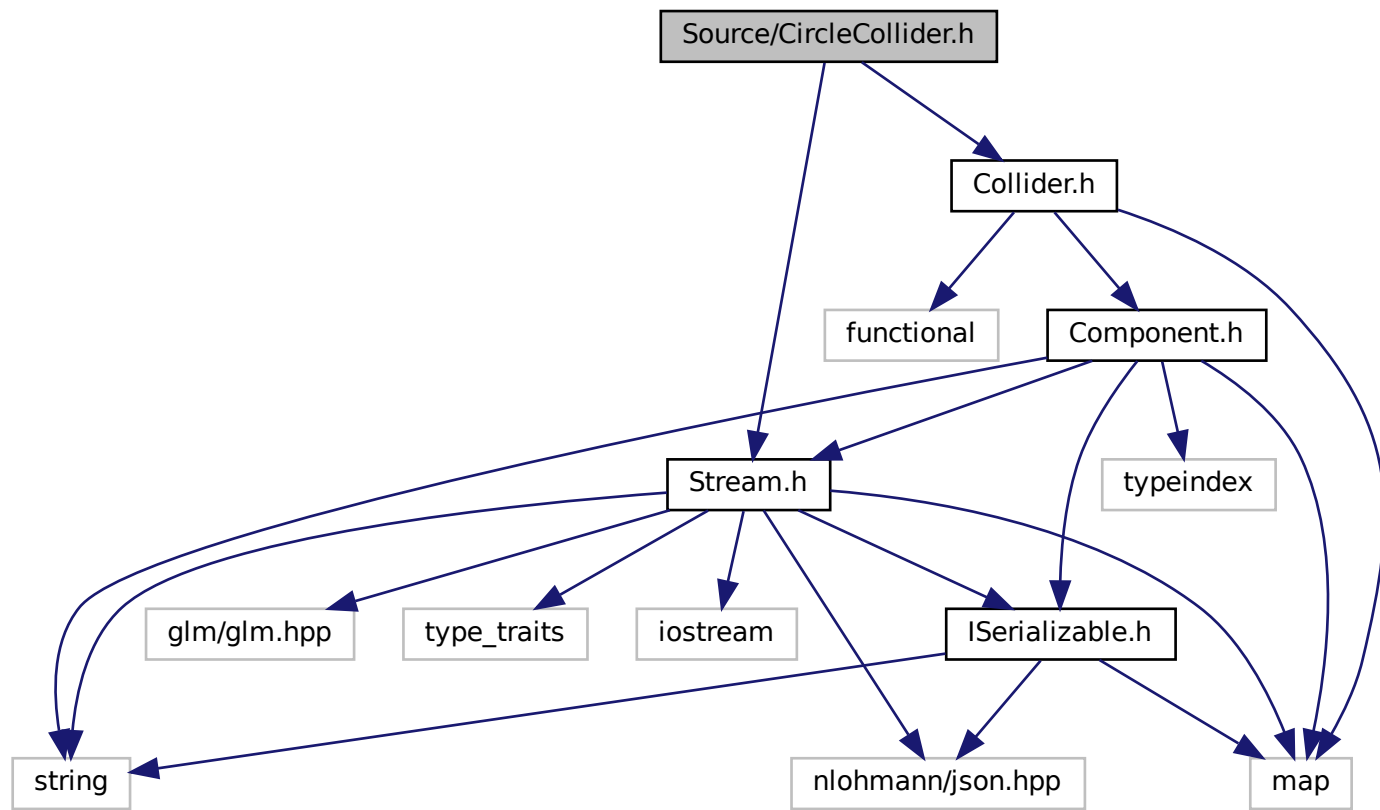 Source/CircleCollider.h
Collider.h
functional
Component.h
Stream.h
typeindex
glm/glm.hpp
type_traits
iostream
ISerializable.h
string
nlohmann/json.hpp
map